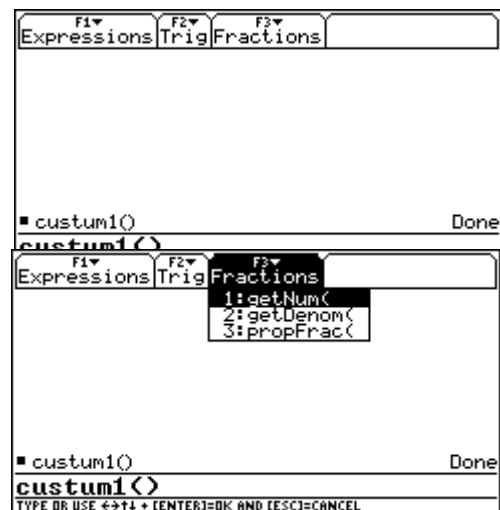 F1▼ F2▼ F3▼
Expressions Trig Fractions
▪custum1() Done
custum1()
F1▼ F2▼ F3▼
Expressions Trig Fractions
1:getNum(
2:getDenom(
3:propFrac(
▪custum1() Done
custum1()
TYPE OR USE ←→↑↓ + [ENTER]=OK AND [ESC]=CANCEL